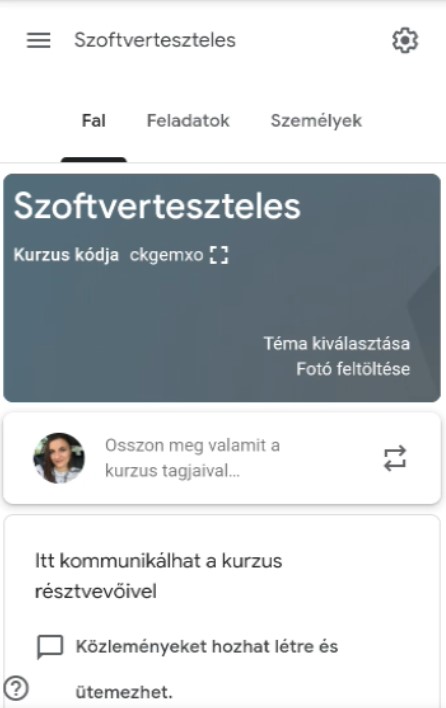 Szoftverteszteles
Fal Feladatok Személyek
Szoftverteszteles
Kurzus kódja ckgemxo
Téma kiválasztása
Fotó feltöltése
Osszon meg valamit a
kurzus tagjaival...
Itt kommunikálhat a kurzus
résztvevőivel
Közleményeket hozhat létre és
ütemezhet.